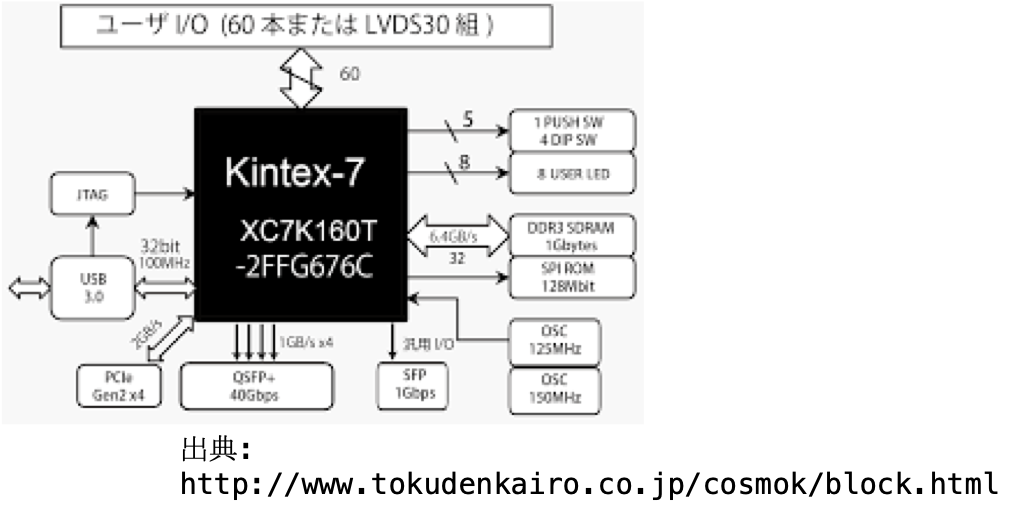 ユーザ I/O (60 本または LVDS30 組 )
60
Kintex-7
XC7K160T
-2FFG676C
5
1 PUSH SW
4 DIP SW
8
8 USER LED
JTAG
6.4GB/s
32
DDR3 SDRAM
1Gbytes
32bit
100MHz
USB
3.0
SPI ROM
128Mbit
2GB/s
1GB/s x4
汎用 I/O
OSC
125MHz
PCIe
Gen2 x4
QSFP+
40Gbps
SFP
1Gbps
OSC
150MHz
出典:
http://www.tokudenkairo.co.jp/cosmok/block.html